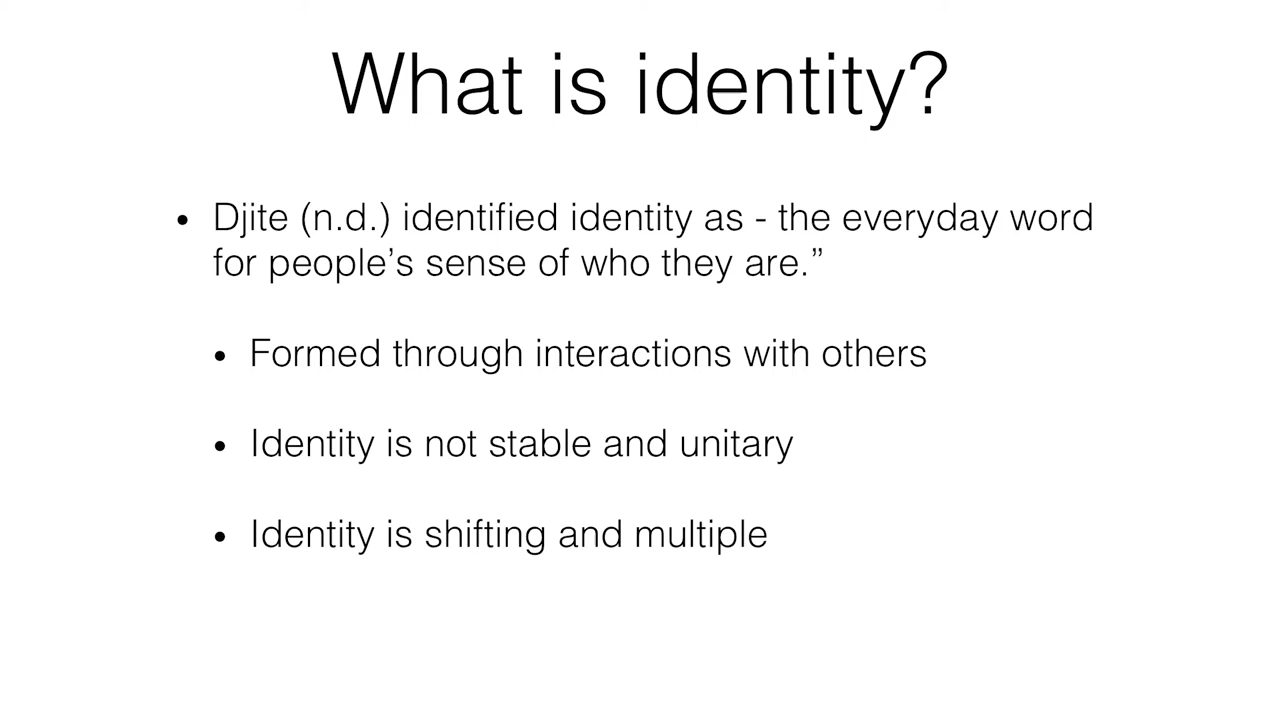 What is identity?
• Djite (n.d.) identified identity as - the everyday word
for people’s sense of who they are.”
• Formed through interactions with others
• Identity is not stable and unitary
• Identity is shifting and multiple